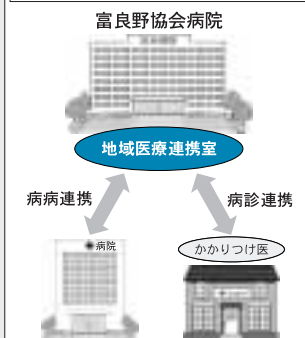 富良野協会病院
地域医療連携室
病病連携
病診連携
病院
かかりつけ医